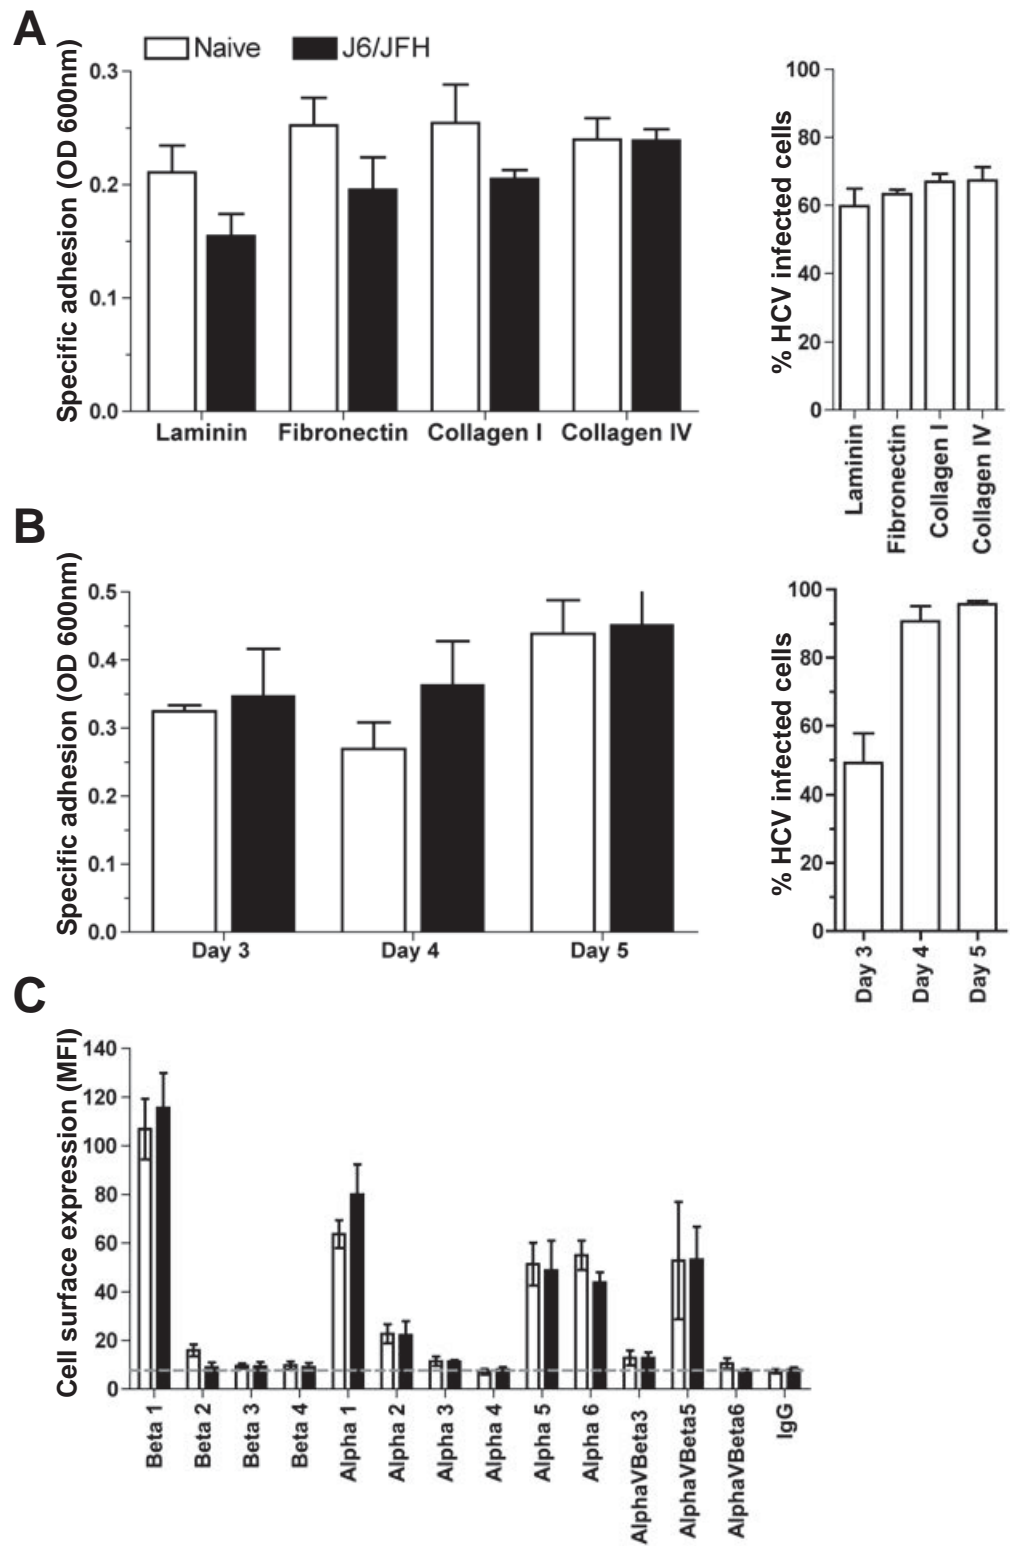 A
Naive J6/JFH
Specific adhesion (OD 600nm)
0.3
0.2
0.1
0.0
Laminin Fibronectin Collagen I Collagen IV
% HCV infected cells
100
80
60
40
20
0
Laminin
Fibronectin
Collagen I
Collagen IV
B
Specific adhesion (OD 600nm)
0.5
0.4
0.3
0.2
0.1
0.0
Day 3 Day 4 Day 5
% HCV infected cells
100
80
60
40
20
0
Day 3
Day 4
Day 5
C
Cell surface expression (MFI)
140
120
100
80
60
40
20
0
Beta 1
Beta 2
Beta 3
Beta 4
Alpha 1
Alpha 2
Alpha 3
Alpha 4
Alpha 5
Alpha 6
AlphaVBeta3
AlphaVBeta5
AlphaVBeta6
IgG